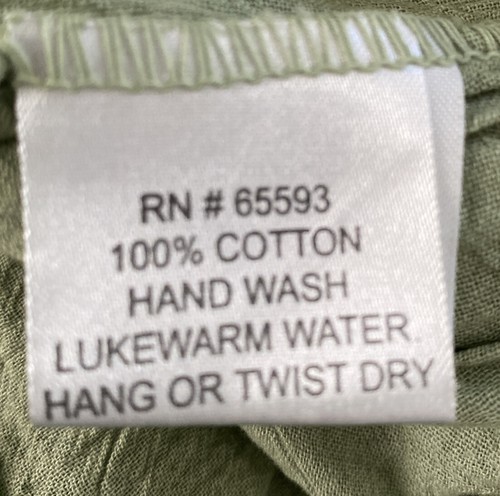 RN # 65593
100% COTTON
HAND WASH
LUKEWARM WATER.
HANG OR TWIST DRY